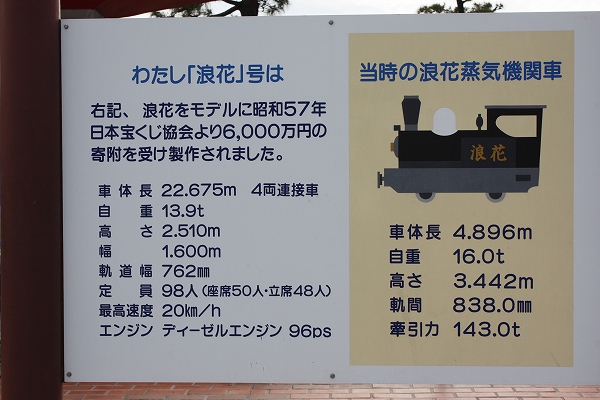 わたし「浪花」号は
右記、浪花をモデルに昭和57年
日本宝くじ協会より6,000万円の
寄附を受け製作されました。
車体長 22.675m 4両連接車
自重 13.9t
高さ 2.510m
幅 1.600m
軌道幅 762㎜
定員 98人(座席50人・立席48人)
最高速度 20㎞/h
エンジン ディーゼルエンジン 96ps
当時の浪花蒸気機関車
浪花
車体長 4.896m
自重 16.0t
高さ 3.442m
軌間 838.0㎜
牽引力 143.0t